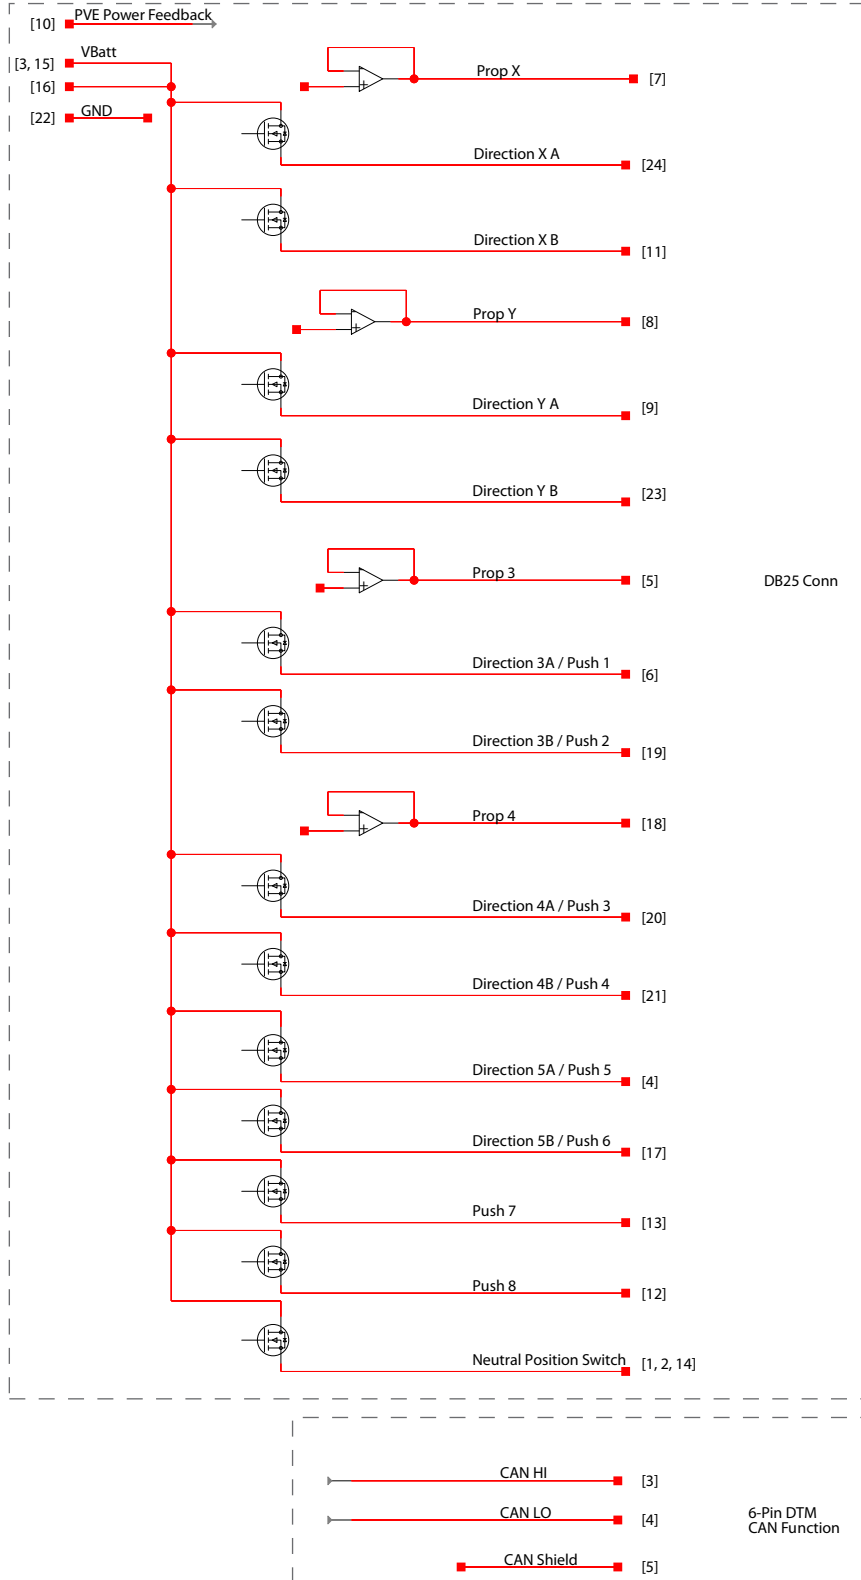 [10] PVE Power Feedback
[3, 15] VBatt
[16]
[22] GND
Prop X [7]
Direction X A [24]
Direction X B [11]
Prop Y [8]
Direction Y A [9]
Direction Y B [23]
Prop 3 [5]
DB25 Conn
Direction 3A / Push 1 [6]
Direction 3B / Push 2 [19]
Prop 4 [18]
Direction 4A / Push 3 [20]
Direction 4B / Push 4 [21]
Direction 5A / Push 5 [4]
Direction 5B / Push 6 [17]
Push 7 [13]
Push 8 [12]
Neutral Position Switch [1, 2, 14]
CAN HI [3]
CAN LO [4]
6-Pin DTM
CAN Function
CAN Shield [5]